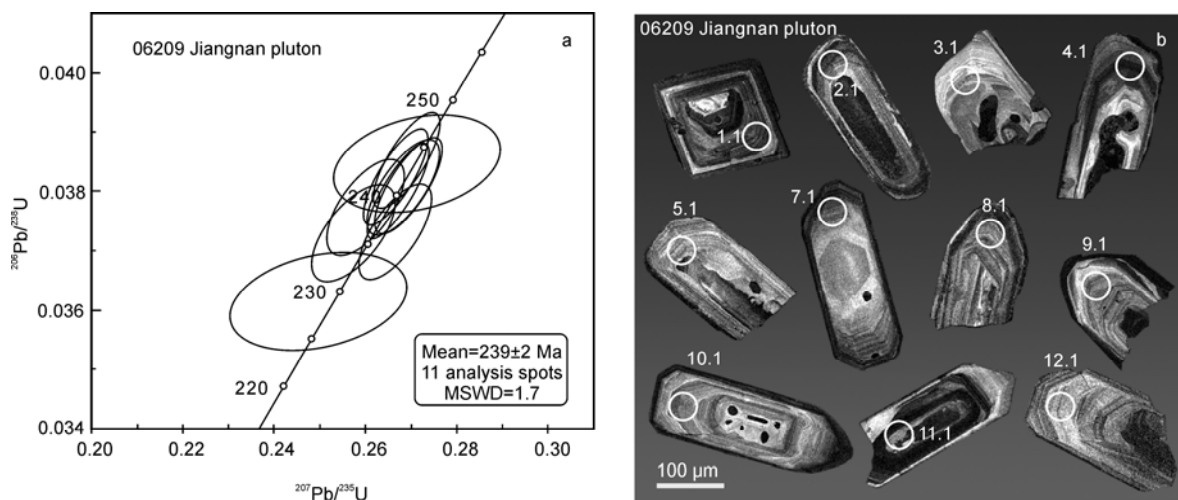 06209 Jiangnan pluton
a
0.040
0.038
0.036
0.034
0.20
0.22
0.24
0.26
0.28
0.30
250
240
230
220
Mean=239±2 Ma
11 analysis spots
MSWD=1.7
²⁰⁶Pb/²³⁸U
²⁰⁷Pb/²³⁵U
06209 Jiangnan pluton
b
1.1
2.1
3.1
4.1
5.1
7.1
8.1
9.1
10.1
11.1
12.1
100 μm